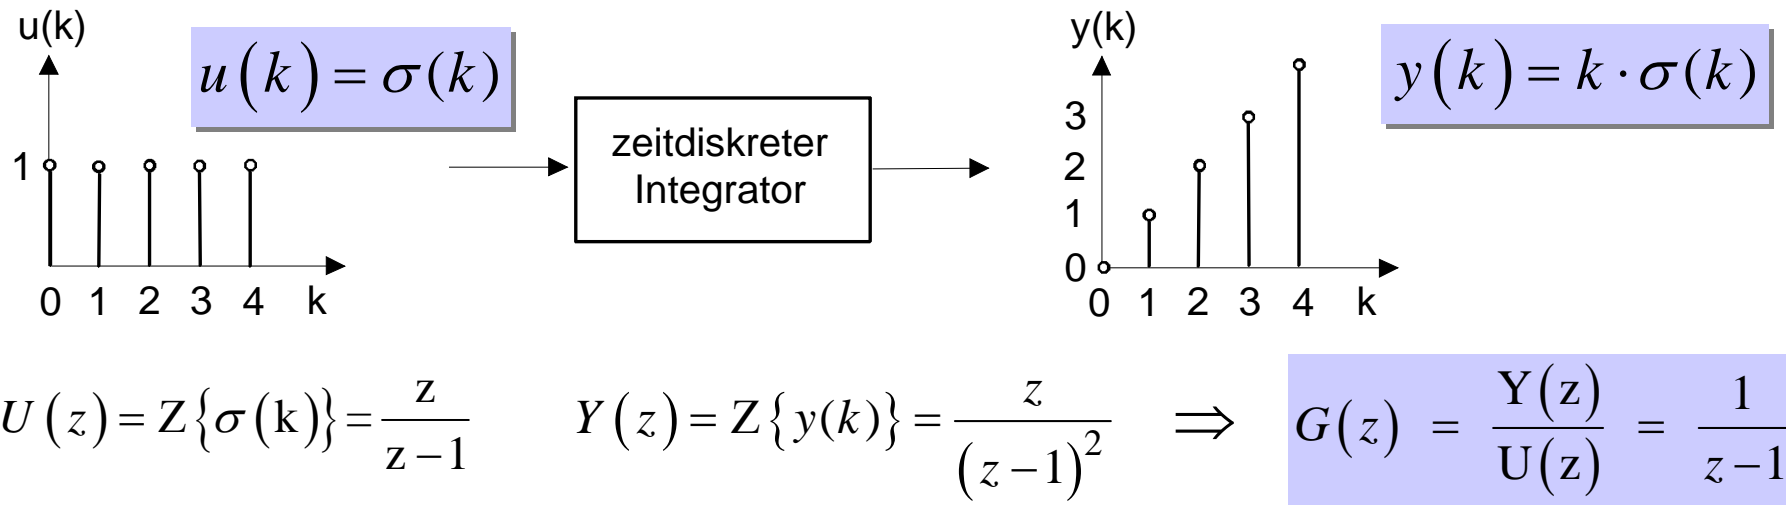 u(k)
u(k) = σ(k)
1
0 1 2 3 4 k
zeitdiskreter
Integrator
y(k)
y(k) = k · σ(k)
3
2
1
0
0 1 2 3 4 k
U(z) = Z{σ(k)} = z/(z−1)
Y(z) = Z{y(k)} = z/(z−1)²
⇒
G(z) = Y(z)/U(z) = 1/(z−1)